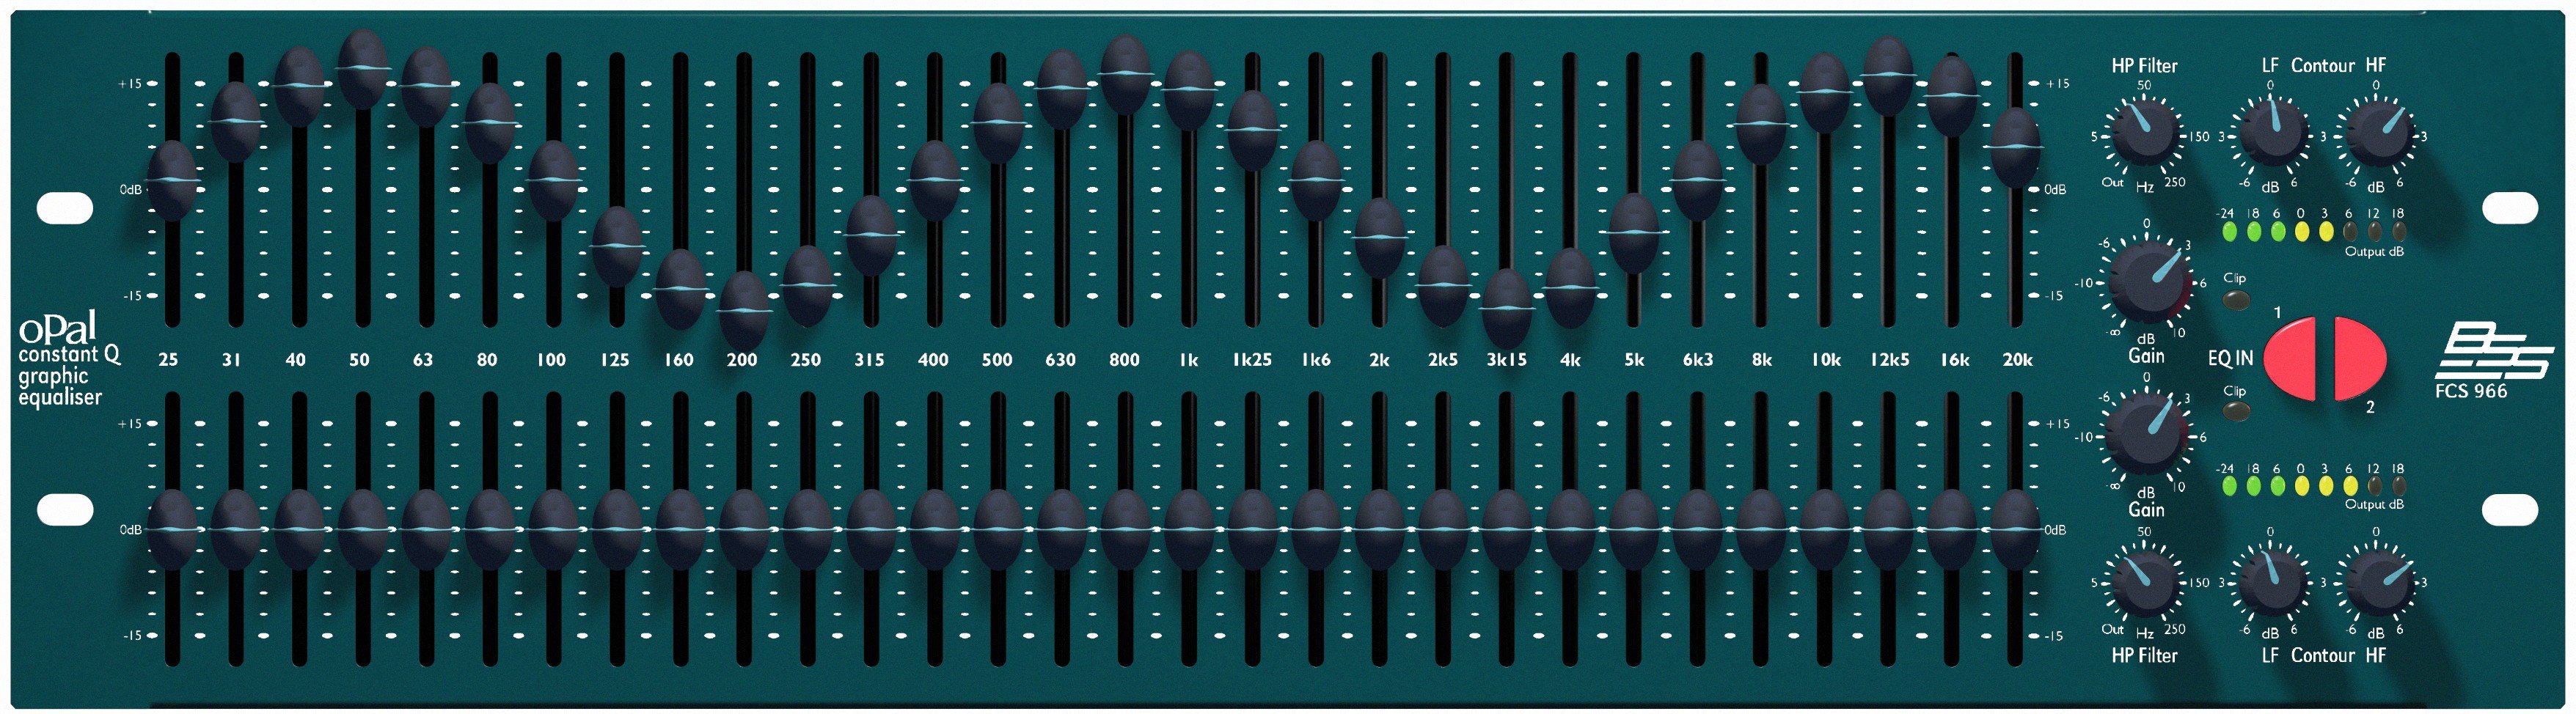 HP Filter LF Contour HF
50 0 0
+15 +15
5 150 3 3 3
0dB 0dB
Out Hz 250 -6 dB 6 -6 dB 6
-24 18 6 0 3 6 12 18
Output dB
0
-6 3
Clip
-10 6
-15 -15
-∞ 10
dB
Gain
1
oPal
constant Q
graphic
equaliser
25 31 40 50 63 80 100 125 160 200 250 315 400 500 630 800 1k 1k25 1k6 2k 2k5 3k15 4k 5k 6k3 8k 10k 12k5 16k 20k
EQ IN
BSS
FCS 966
2
0
Clip
-6 3
+15 +15
-10 6
-24 18 6 0 3 6 12 18
Output dB
-∞ 10
dB
Gain
0dB 0dB
50 0 0
5 150 3 3 3
Out Hz 250 -6 dB 6 -6 dB 6
-15 -15
HP Filter LF Contour HF